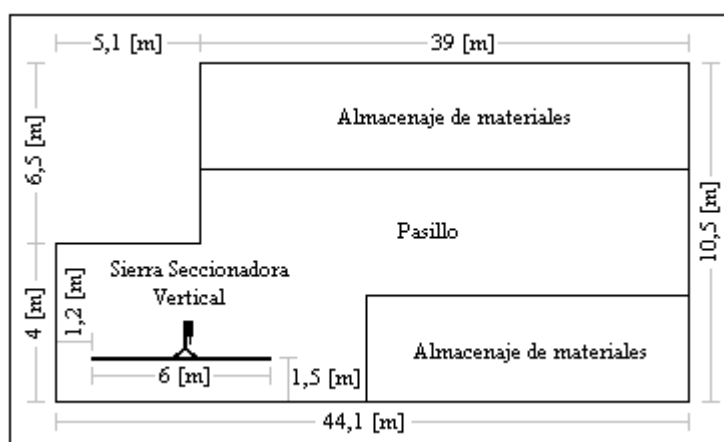 5,1 [m]
39 [m]
6,5 [m]
Almacenaje de materiales
10,5 [m]
Pasillo
4 [m]
1,2 [m]
Sierra Seccionadora
Vertical
6 [m]
1,5 [m]
Almacenaje de materiales
44,1 [m]